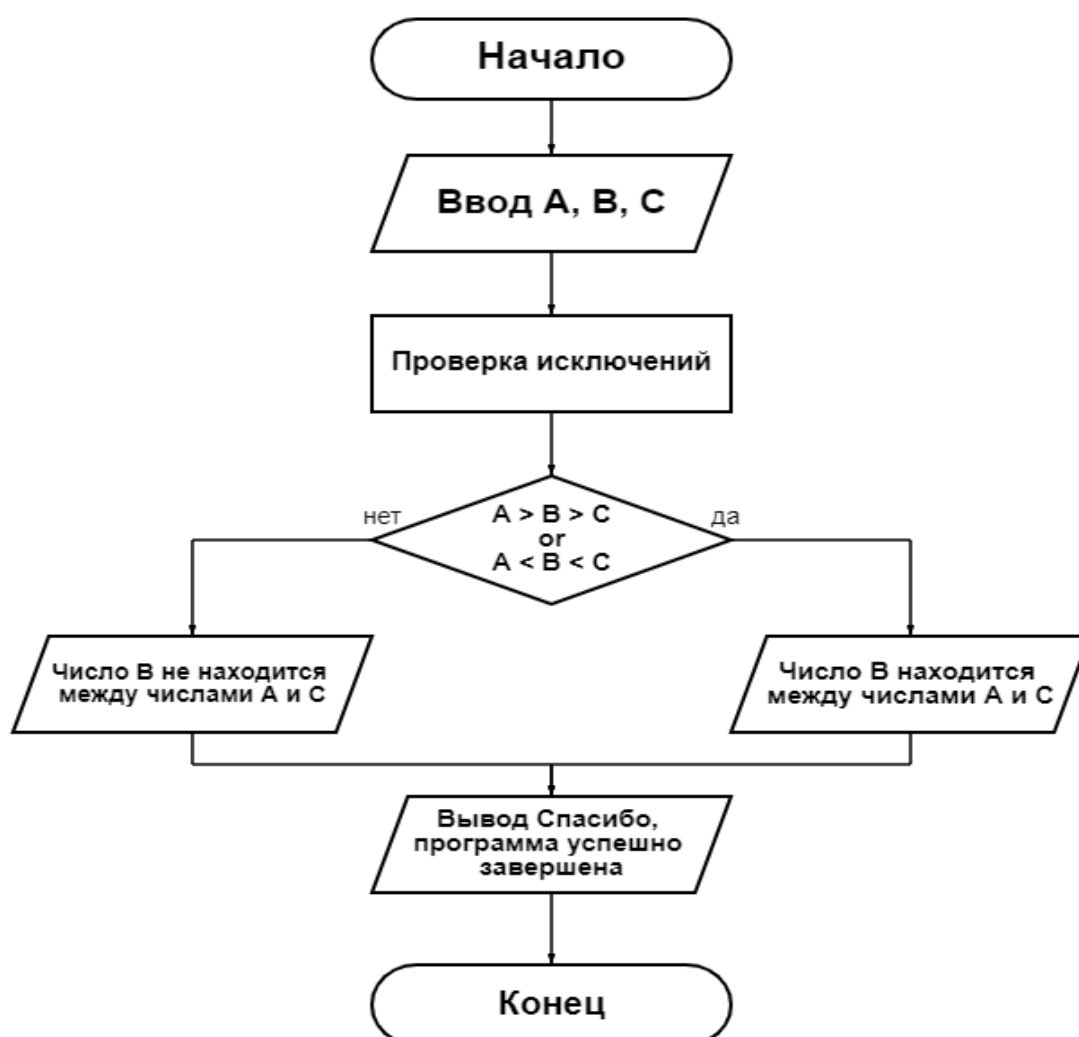 Начало
Ввод А, В, С
Проверка исключений
нет
A > B > C
да
or
A < B < C
Число В не находится
между числами А и С
Число В находится
между числами А и С
Вывод Спасибо,
программа успешно
завершена
Конец